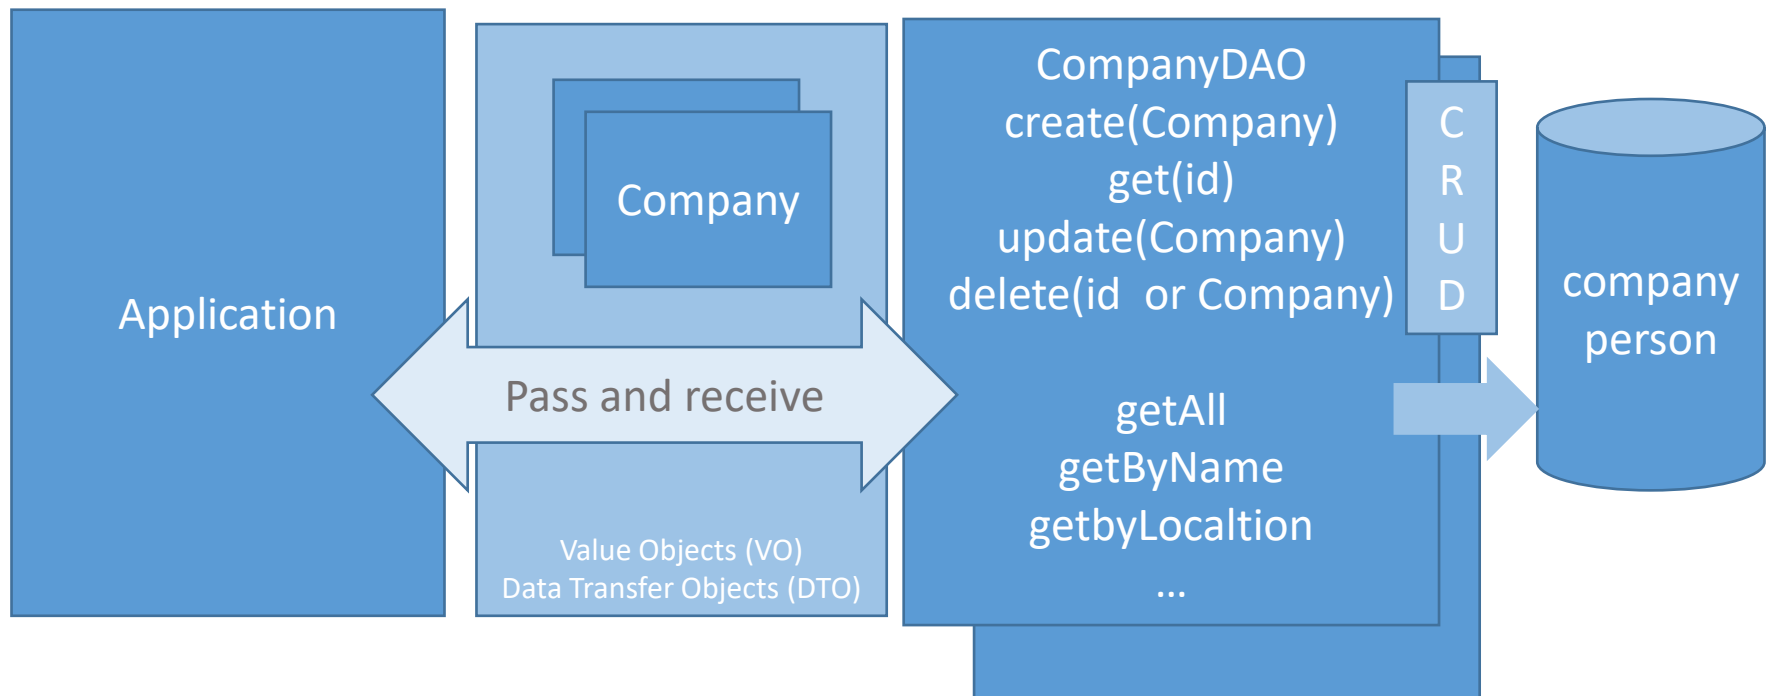 Application
Company
Pass and receive
Value Objects (VO)
Data Transfer Objects (DTO)
CompanyDAO
create(Company)
get(id)
update(Company)
delete(id  or Company)
getAll
getByName
getbyLocaltion
...
C
R
U
D
company
person